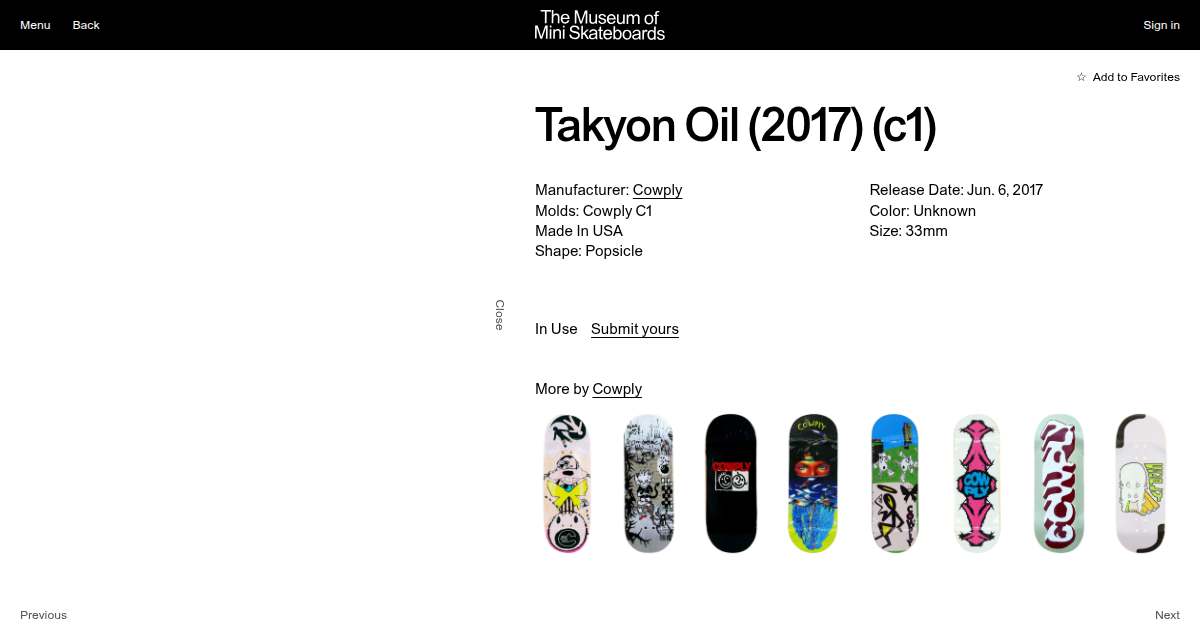 Menu
Back
The Museum of
Mini Skateboards
Sign in
☆ Add to Favorites
Takyon Oil (2017) (c1)
Manufacturer: Cowply
Molds: Cowply C1
Made In USA
Shape: Popsicle
Release Date: Jun. 6, 2017
Color: Unknown
Size: 33mm
Close
In Use
Submit yours
More by Cowply
COWPLY
COWPLY
COW
PLY
Previous
Next